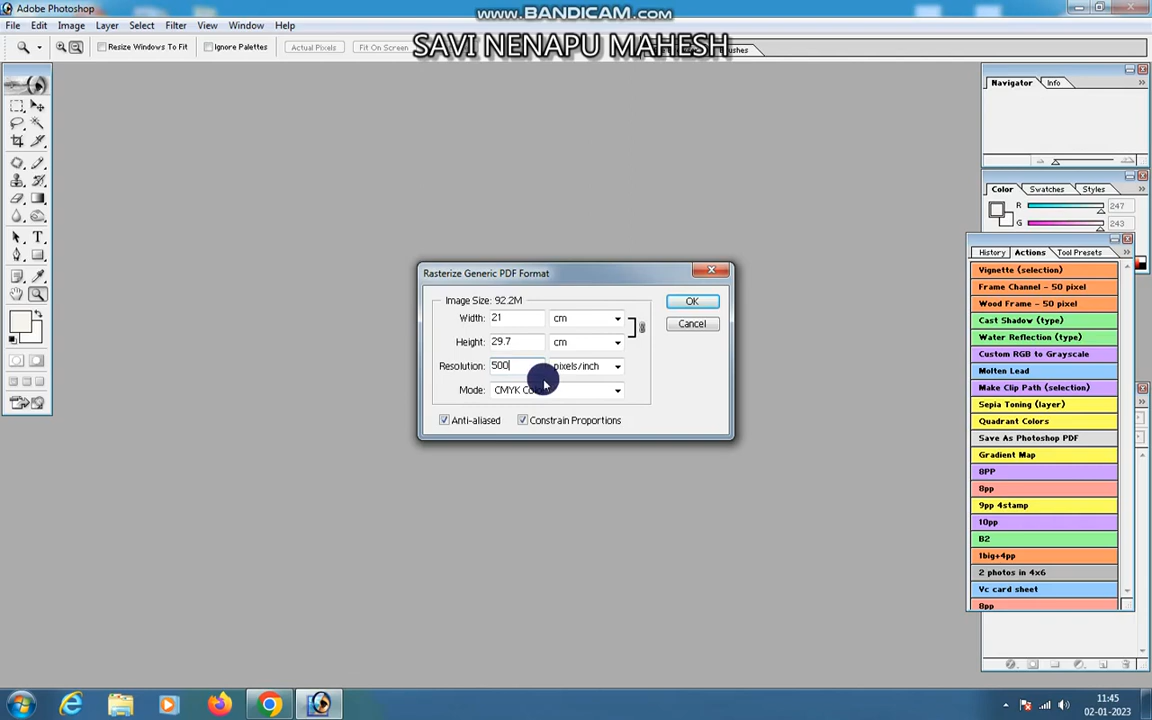 www.BANDICAM.com
Adobe Photoshop
File Edit Image Layer Select Filter View Window Help
Resize Windows To Fit Ignore Palettes Actual Pixels Fit On Screen
SAVI NENAPU MAHESH
Navigator Info
Color Swatches Styles
R 247
G 243
History Actions Tool Presets
Vignette (selection)
Frame Channel - 50 pixel
Wood Frame - 50 pixel
Cast Shadow (type)
Water Reflection (type)
Custom RGB to Grayscale
Molten Lead
Make Clip Path (selection)
Sepia Toning (layer)
Quadrant Colors
Save As Photoshop PDF
Gradient Map
8PP
8pp
9pp 4stamp
10pp
B2
1big+4pp
2 photos in 4x6
Vc card sheet
8pp
Rasterize Generic PDF Format
Image Size: 92.2M
Width: 21 cm
Height: 29.7 cm
Resolution: 500 pixels/inch
Mode: CMYK
Anti-aliased Constrain Proportions
OK
Cancel
11:45
02-01-2023